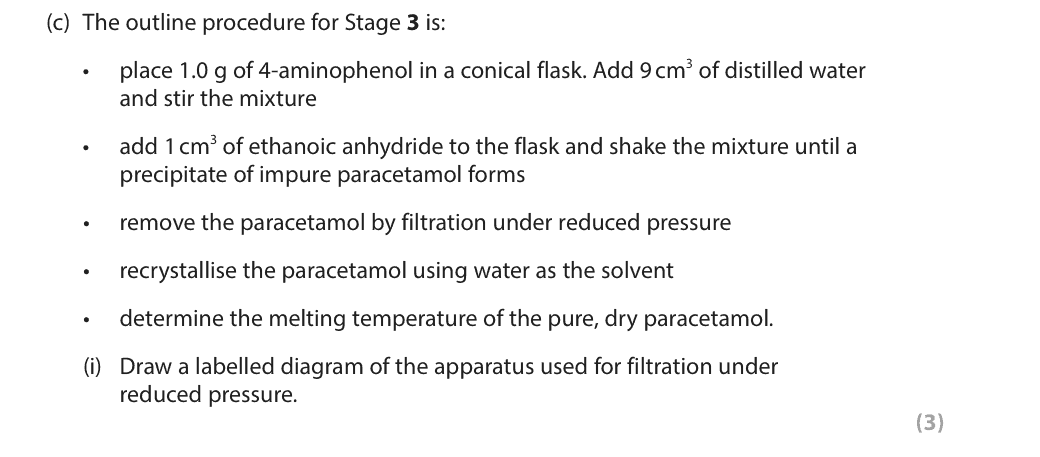 (c) The outline procedure for Stage 3 is:
• place 1.0 g of 4-aminophenol in a conical flask. Add 9 cm³ of distilled water
and stir the mixture
• add 1 cm³ of ethanoic anhydride to the flask and shake the mixture until a
precipitate of impure paracetamol forms
• remove the paracetamol by filtration under reduced pressure
• recrystallise the paracetamol using water as the solvent
• determine the melting temperature of the pure, dry paracetamol.
(i) Draw a labelled diagram of the apparatus used for filtration under
reduced pressure.
(3)